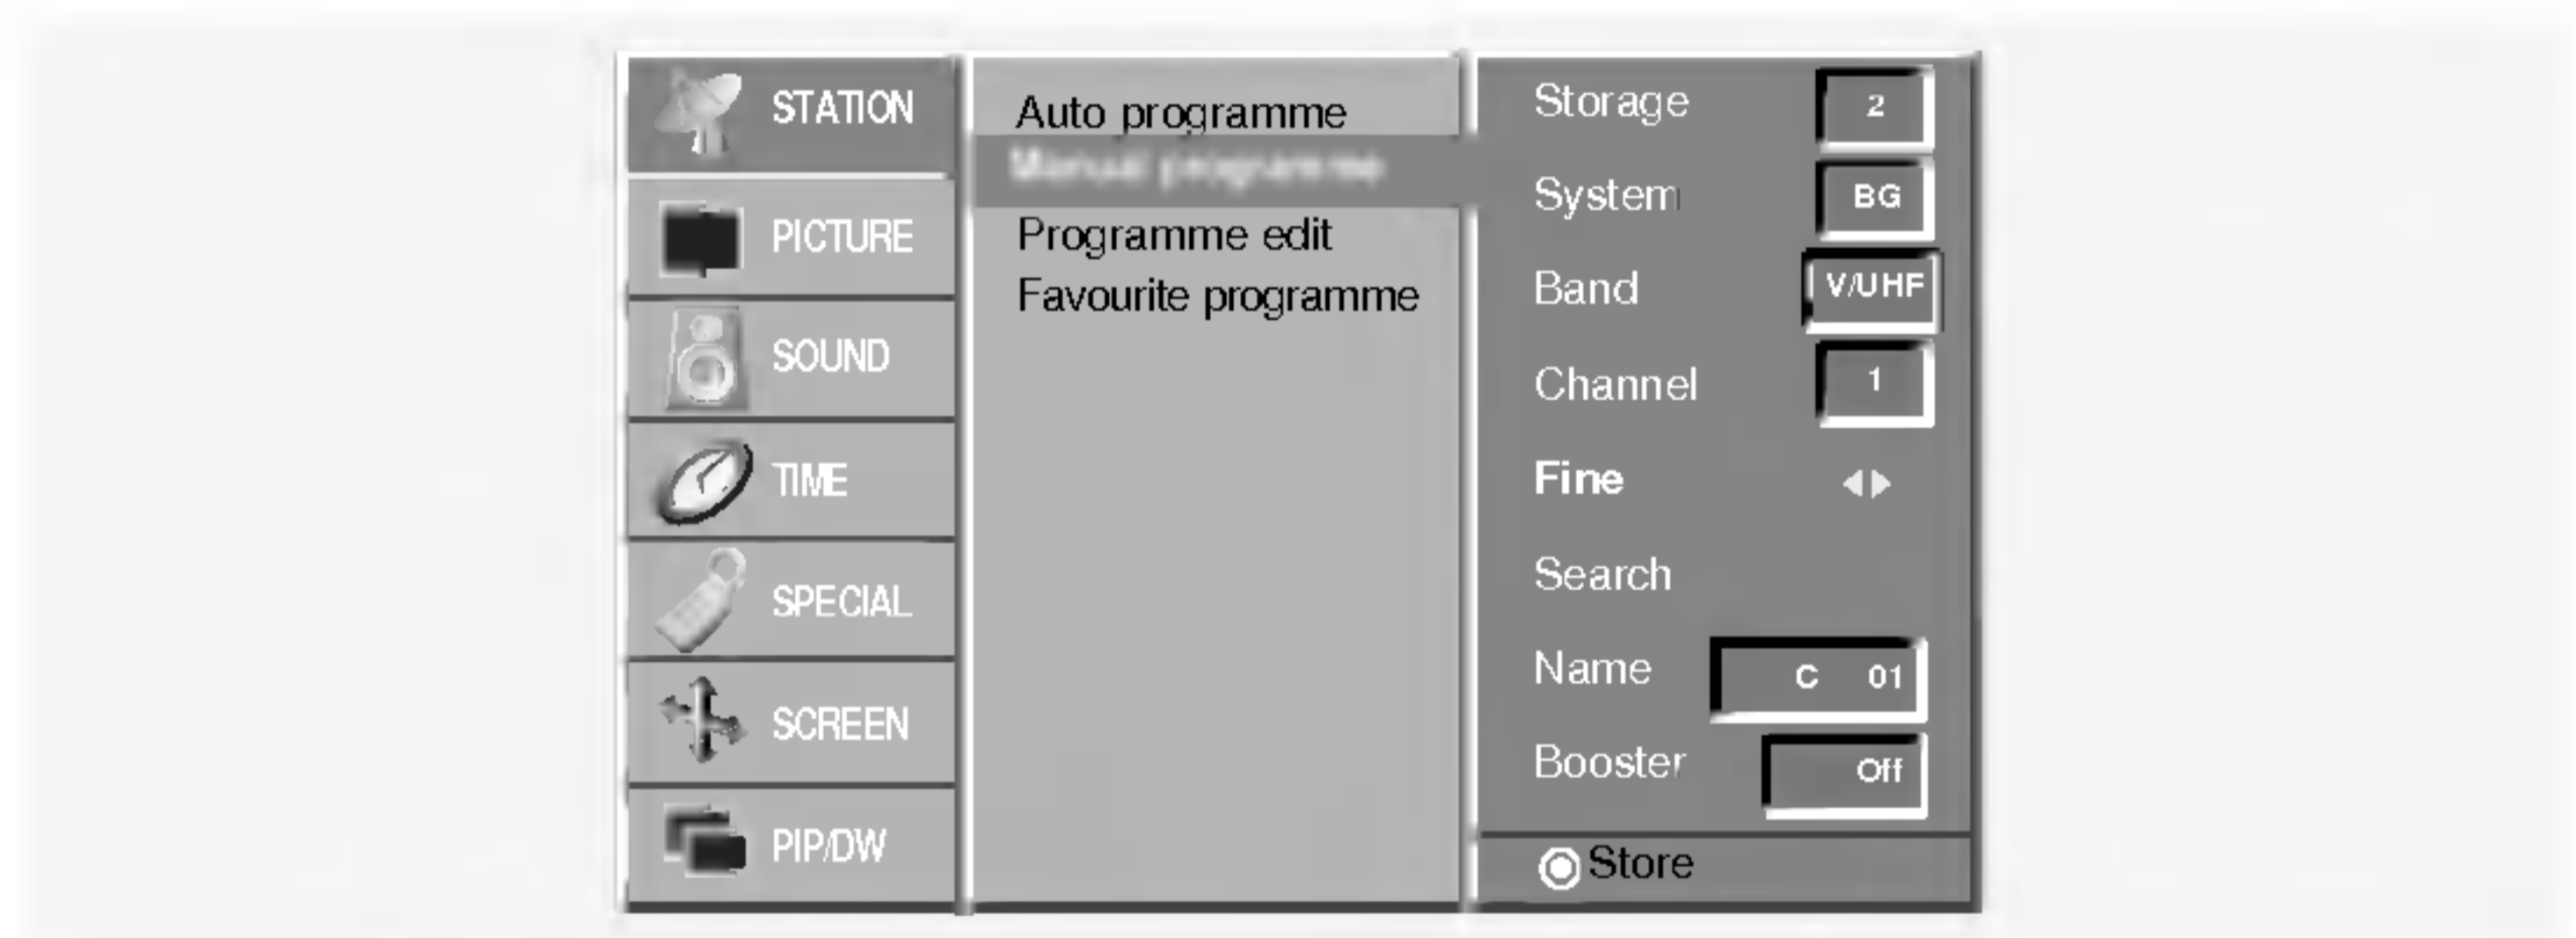 STATION
PICTURE
SOUND
TIME
SPECIAL
SCREEN
PIP/DW
Auto programme
Manual programme
Programme edit
Favourite programme
Storage 2
System BG
Band V/UHF
Channel 1
Fine ◀▶
Search
Name C 01
Booster Off
Store